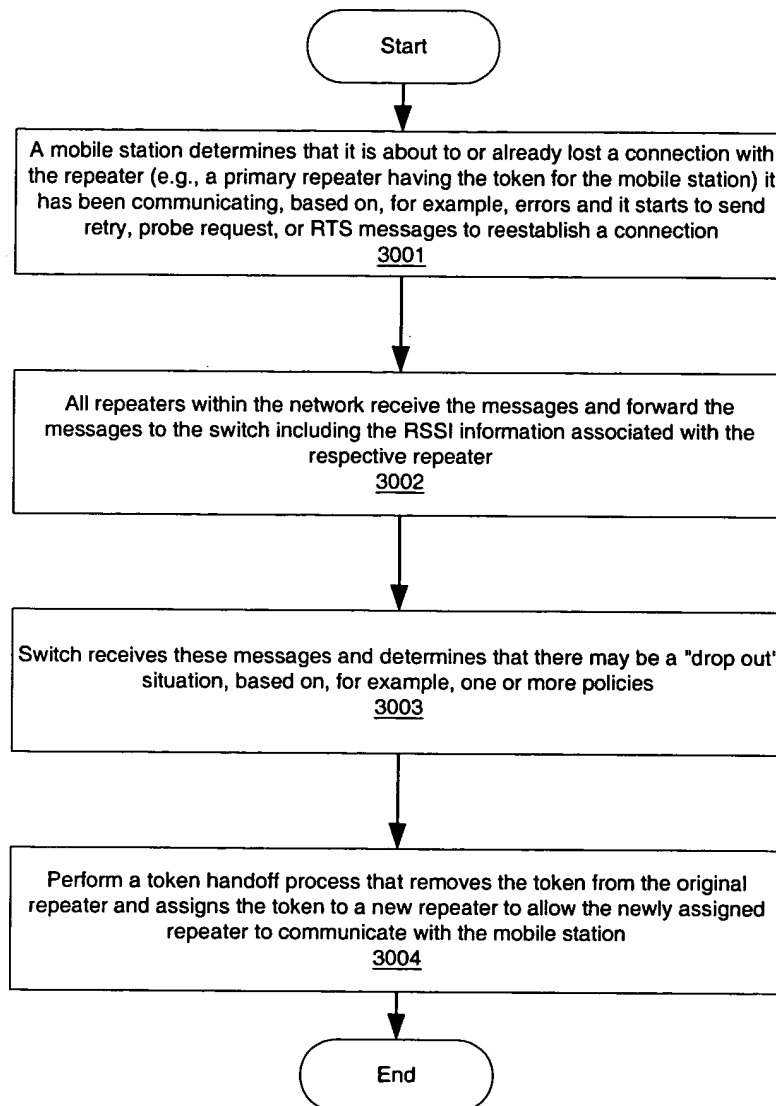 Start
A mobile station determines that it is about to or already lost a connection with
the repeater (e.g., a primary repeater having the token for the mobile station) it
has been communicating, based on, for example, errors and it starts to send
retry, probe request, or RTS messages to reestablish a connection
3001
All repeaters within the network receive the messages and forward the
messages to the switch including the RSSI information associated with the
respective repeater
3002
Switch receives these messages and determines that there may be a "drop out"
situation, based on, for example, one or more policies
3003
Perform a token handoff process that removes the token from the original
repeater and assigns the token to a new repeater to allow the newly assigned
repeater to communicate with the mobile station
3004
End